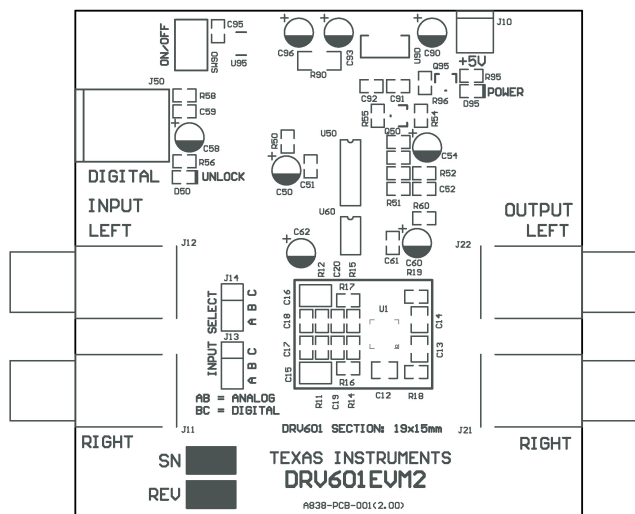 ON/OFF
SW90
C95
U95
C96
C93
R90
U90
C90
J10
+5V
Q95
R95
R96
D95
POWER
C92
C91
J50
R58
C59
C58
R56
D50
UNLOCK
R50
C50
C51
U50
R55
Q50
R54
C54
R52
C52
R51
R60
DIGITAL
INPUT
LEFT
OUTPUT
LEFT
J12
C62
U60
C61
C60
J22
R12
C20
R15
R19
J14
C16
R17
U1
C18
C14
INPUT SELECT
C
B
A
J13
C
B
A
C17
C13
C15
R16
C12
R18
R11
C19
R14
AB = ANALOG
BC = DIGITAL
J11
DRV601 SECTION: 19x15mm
J21
RIGHT
RIGHT
SN
TEXAS INSTRUMENTS
DRV601EVM2
REV
A838-PCB-001(2.00)